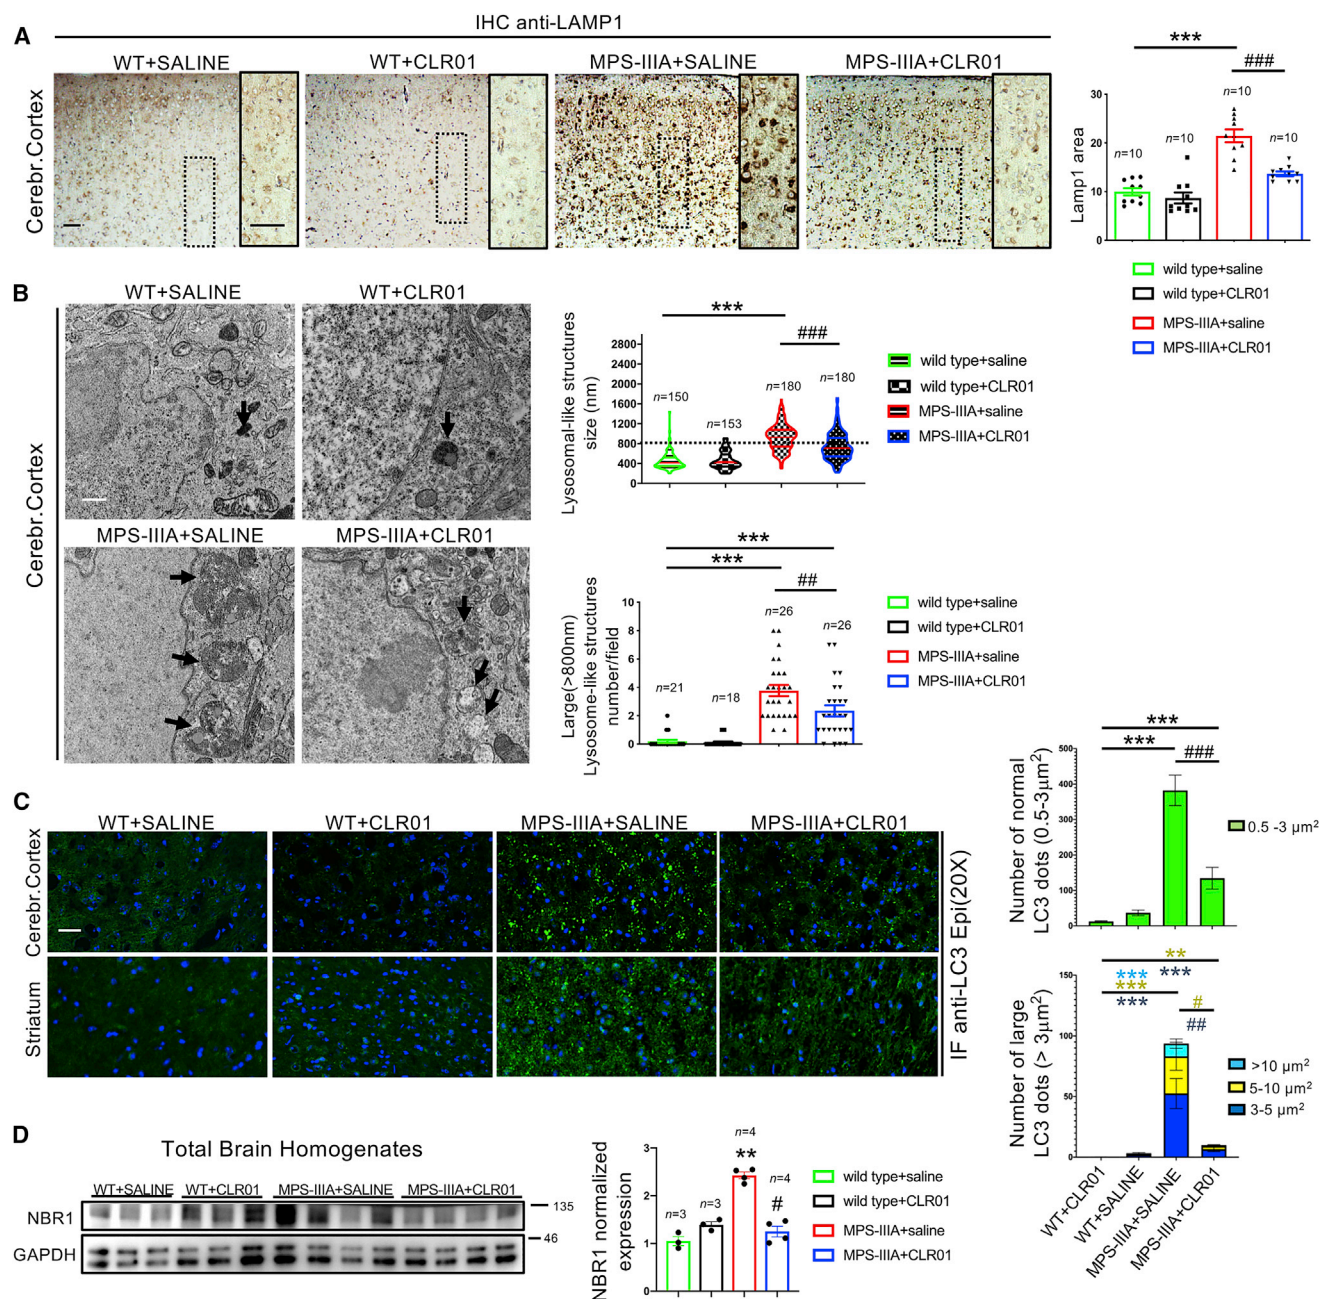 A
IHC anti-LAMP1
WT+SALINE
WT+CLR01
MPS-IIIA+SALINE
MPS-IIIA+CLR01
Cerebr.Cortex
***
###
Lamp1 area
30
20
10
0
n=10
n=10
n=10
n=10
wild type+saline
wild type+CLR01
MPS-IIIA+saline
MPS-IIIA+CLR01
B
WT+SALINE
WT+CLR01
MPS-IIIA+SALINE
MPS-IIIA+CLR01
Cerebr.Cortex
***
###
Lysosomal-like structures
size (nm)
2800
2400
2000
1600
1200
800
400
n=150
n=153
n=180
n=180
wild type+saline
wild type+CLR01
MPS-IIIA+saline
MPS-IIIA+CLR01
***
***
##
Large(>800nm)
Lysosome-like structures
number/field
10
8
6
4
2
0
n=21
n=18
n=26
n=26
wild type+saline
wild type+CLR01
MPS-IIIA+saline
MPS-IIIA+CLR01
C
WT+SALINE
WT+CLR01
MPS-IIIA+SALINE
MPS-IIIA+CLR01
Cerebr.Cortex
Striatum
IF anti-LC3 Epi(20X)
***
***
###
Number of normal
LC3 dots (0.5-3µm²)
500
400
300
200
100
0
0.5 -3 µm²
**
***
***
***
***
#
##
Number of large
LC3 dots (> 3µm²)
150
100
50
0
>10 µm²
5-10 µm²
3-5 µm²
WT+CLR01
WT+SALINE
MPS-IIIA+SALINE
MPS-IIIA+CLR01
D
Total Brain Homogenates
WT+SALINE
WT+CLR01
MPS-IIIA+SALINE
MPS-IIIA+CLR01
NBR1
135
46
GAPDH
NBR1 normalized
expression
3
2
1
0
n=3
n=3
n=4
**
n=4
#
wild type+saline
wild type+CLR01
MPS-IIIA+saline
MPS-IIIA+CLR01